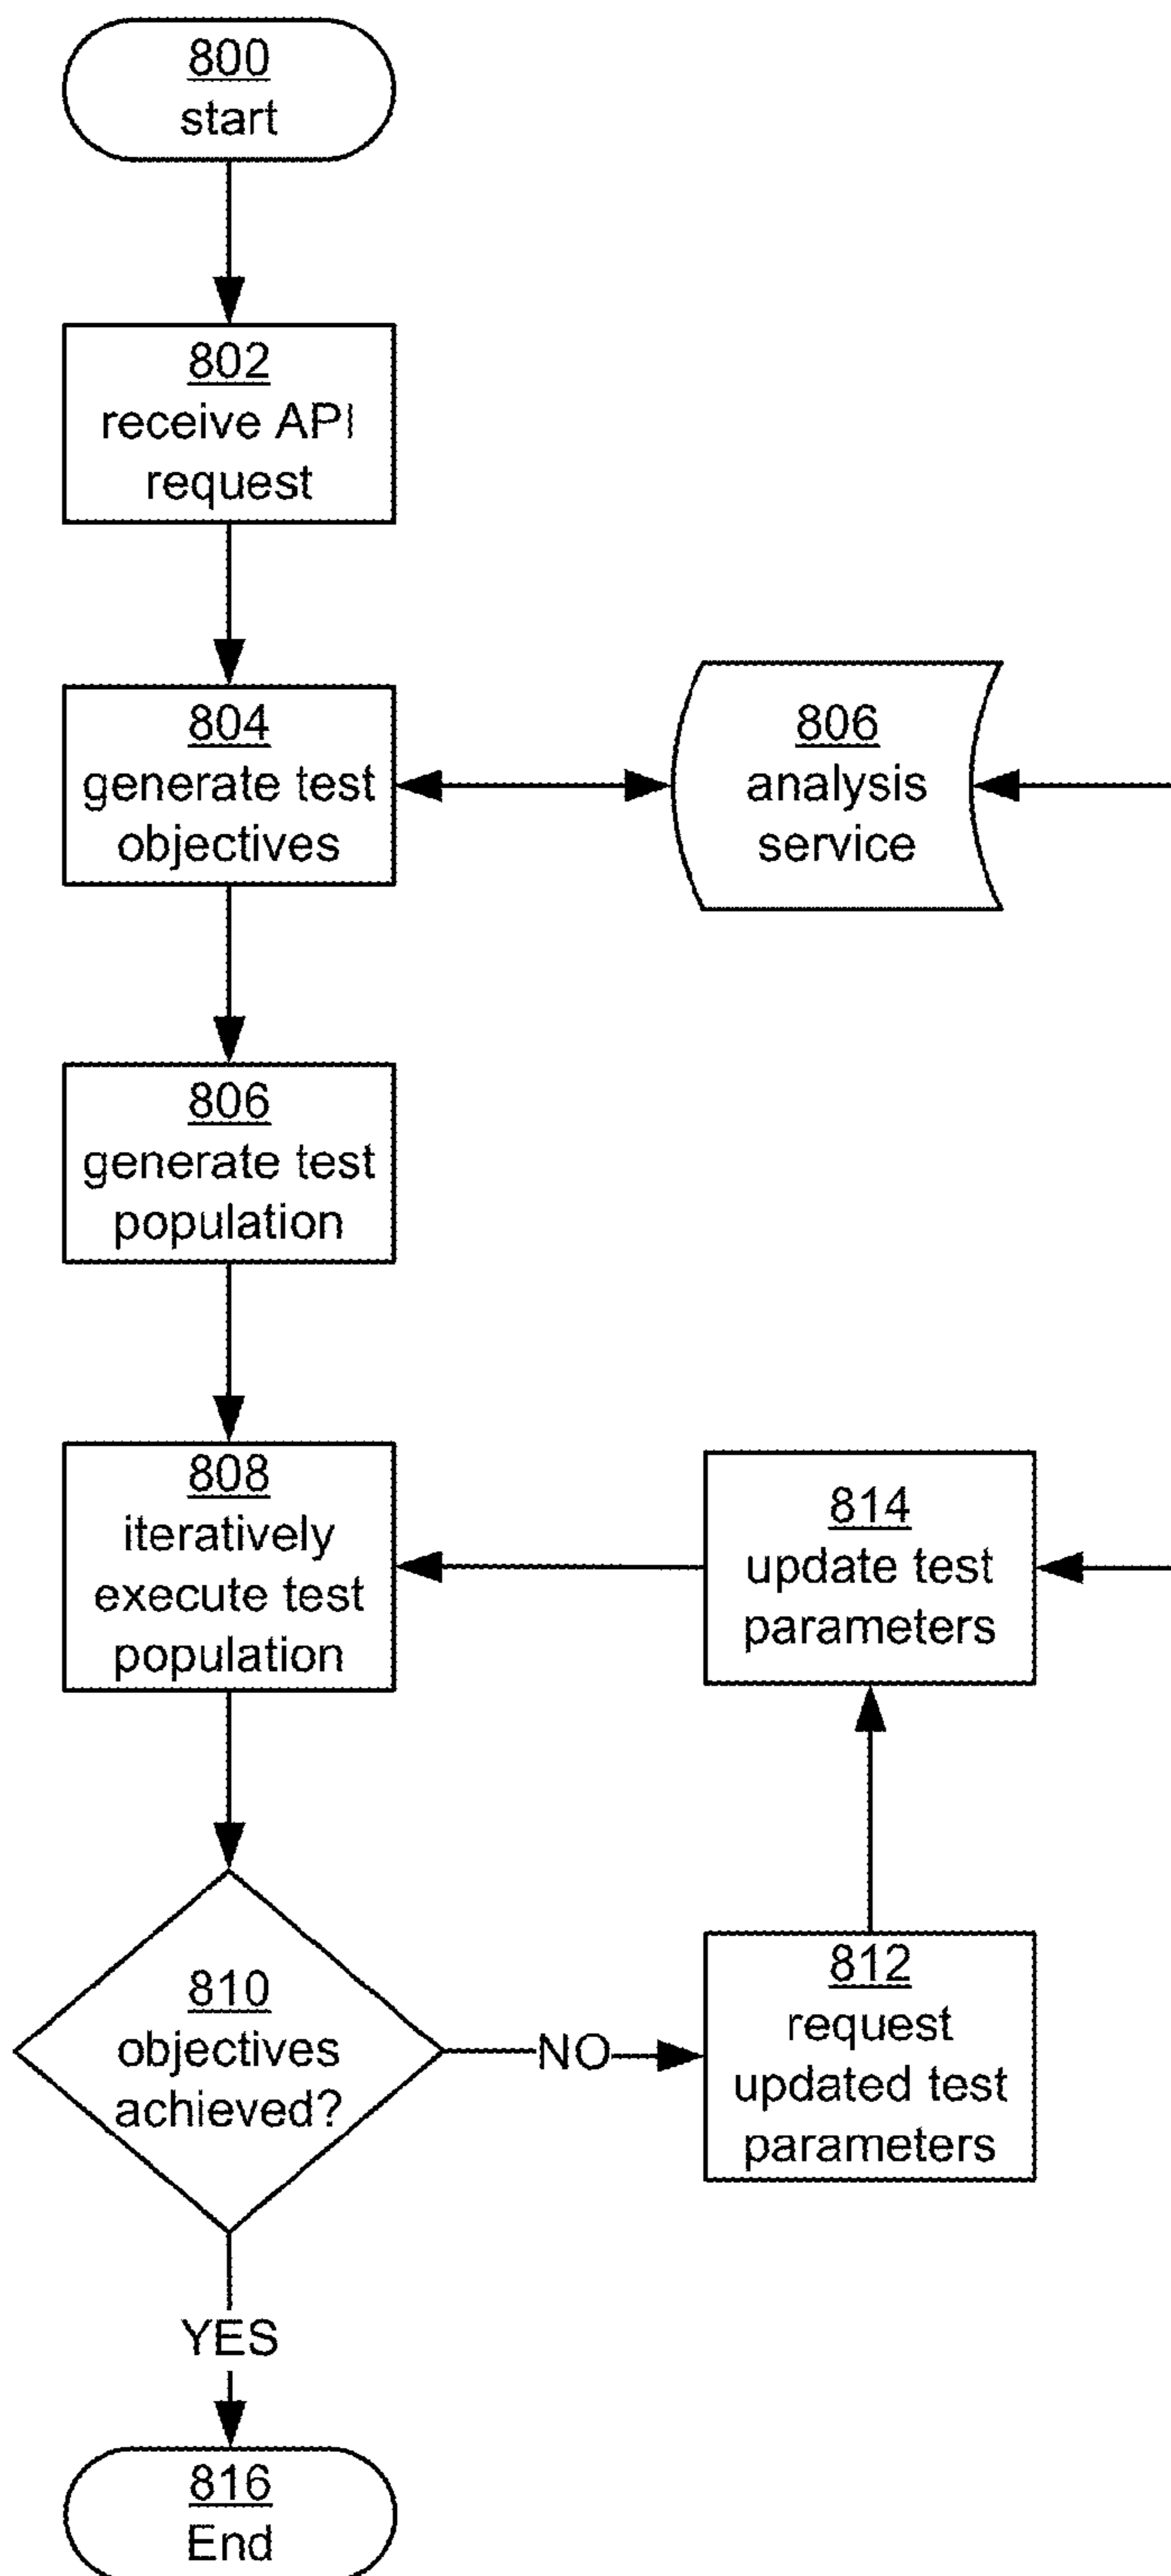 800
start
802
receive API
request
804
generate test
objectives
806
analysis
service
806
generate test
population
808
iteratively
execute test
population
814
update test
parameters
810
objectives
achieved?
NO
812
request
updated test
parameters
YES
816
End